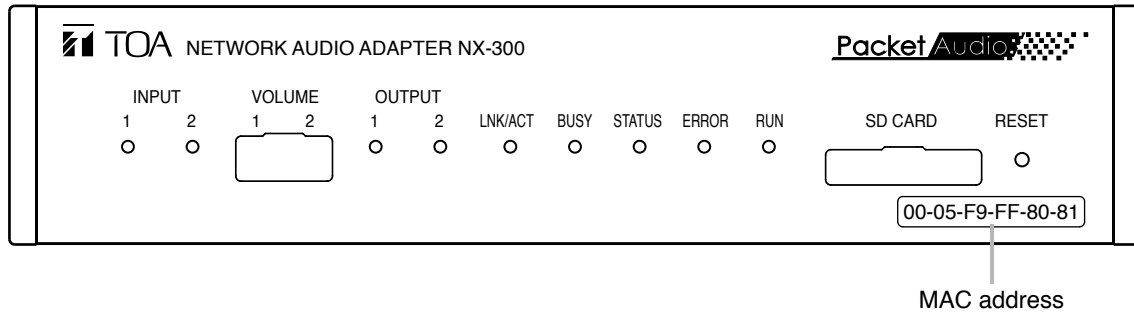 TOA NETWORK AUDIO ADAPTER NX-300
Packet Audio
INPUT VOLUME OUTPUT
1 2 1 2 1 2 LNK/ACT BUSY STATUS ERROR RUN SD CARD RESET
00-05-F9-FF-80-81
MAC address